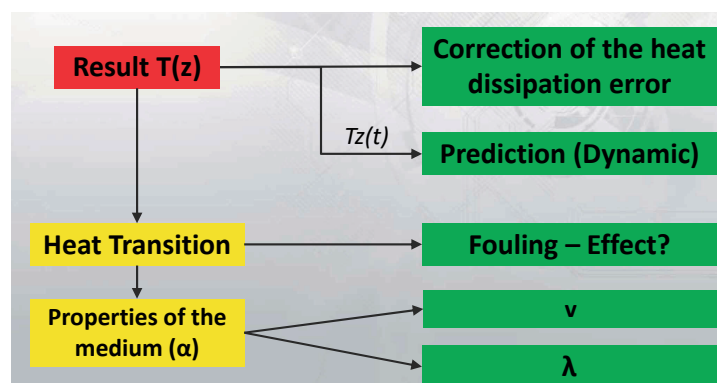 Result T(z)
Correction of the heat
dissipation error
Tz(t)
Prediction (Dynamic)
Heat Transition
Fouling – Effect?
Properties of the
medium (α)
v
λ